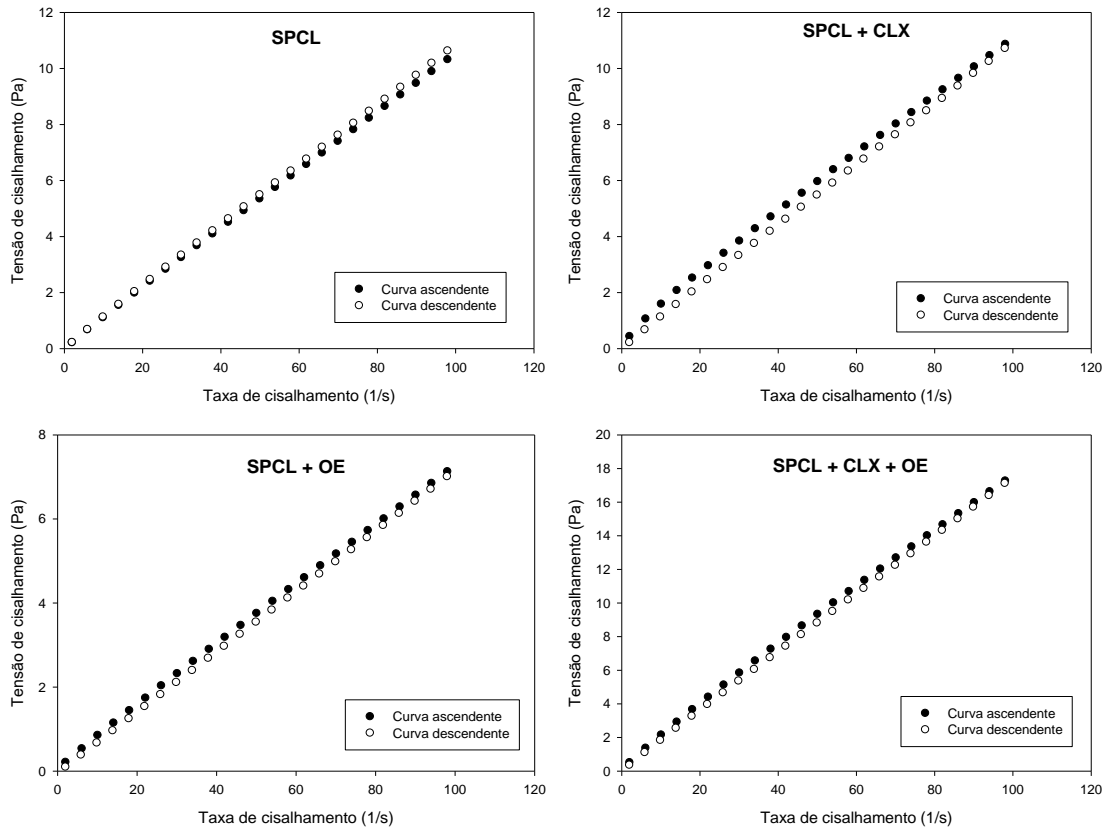 SPCL
Tensão de cisalhamento (Pa)
12
10
8
6
4
2
0
Curva ascendente
Curva descendente
0 20 40 60 80 100 120
Taxa de cisalhamento (1/s)
SPCL + CLX
Tensão de cisalhamento (Pa)
12
10
8
6
4
2
0
Curva ascendente
Curva descendente
0 20 40 60 80 100 120
Taxa de cisalhamento (1/s)
SPCL + OE
Tensão de cisalhamento (Pa)
8
6
4
2
0
Curva ascendente
Curva descendente
0 20 40 60 80 100 120
Taxa de cisalhamento (1/s)
SPCL + CLX + OE
Tensão de cisalhamento (Pa)
20
18
16
14
12
10
8
6
4
2
0
Curva ascendente
Curva descendente
0 20 40 60 80 100 120
Taxa de cisalhamento (1/s)